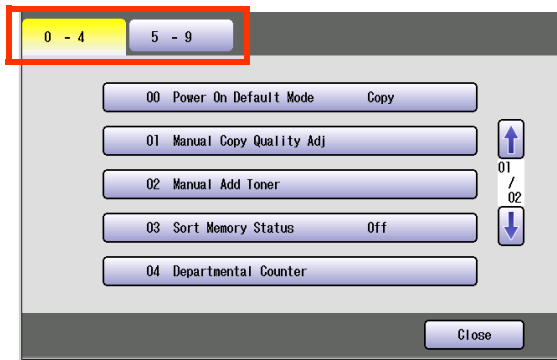 0 - 4
5 - 9
00 Power On Default Mode Copy
01 Manual Copy Quality Adj
02 Manual Add Toner
03 Sort Memory Status Off
04 Departmental Counter
01
/
02
Close